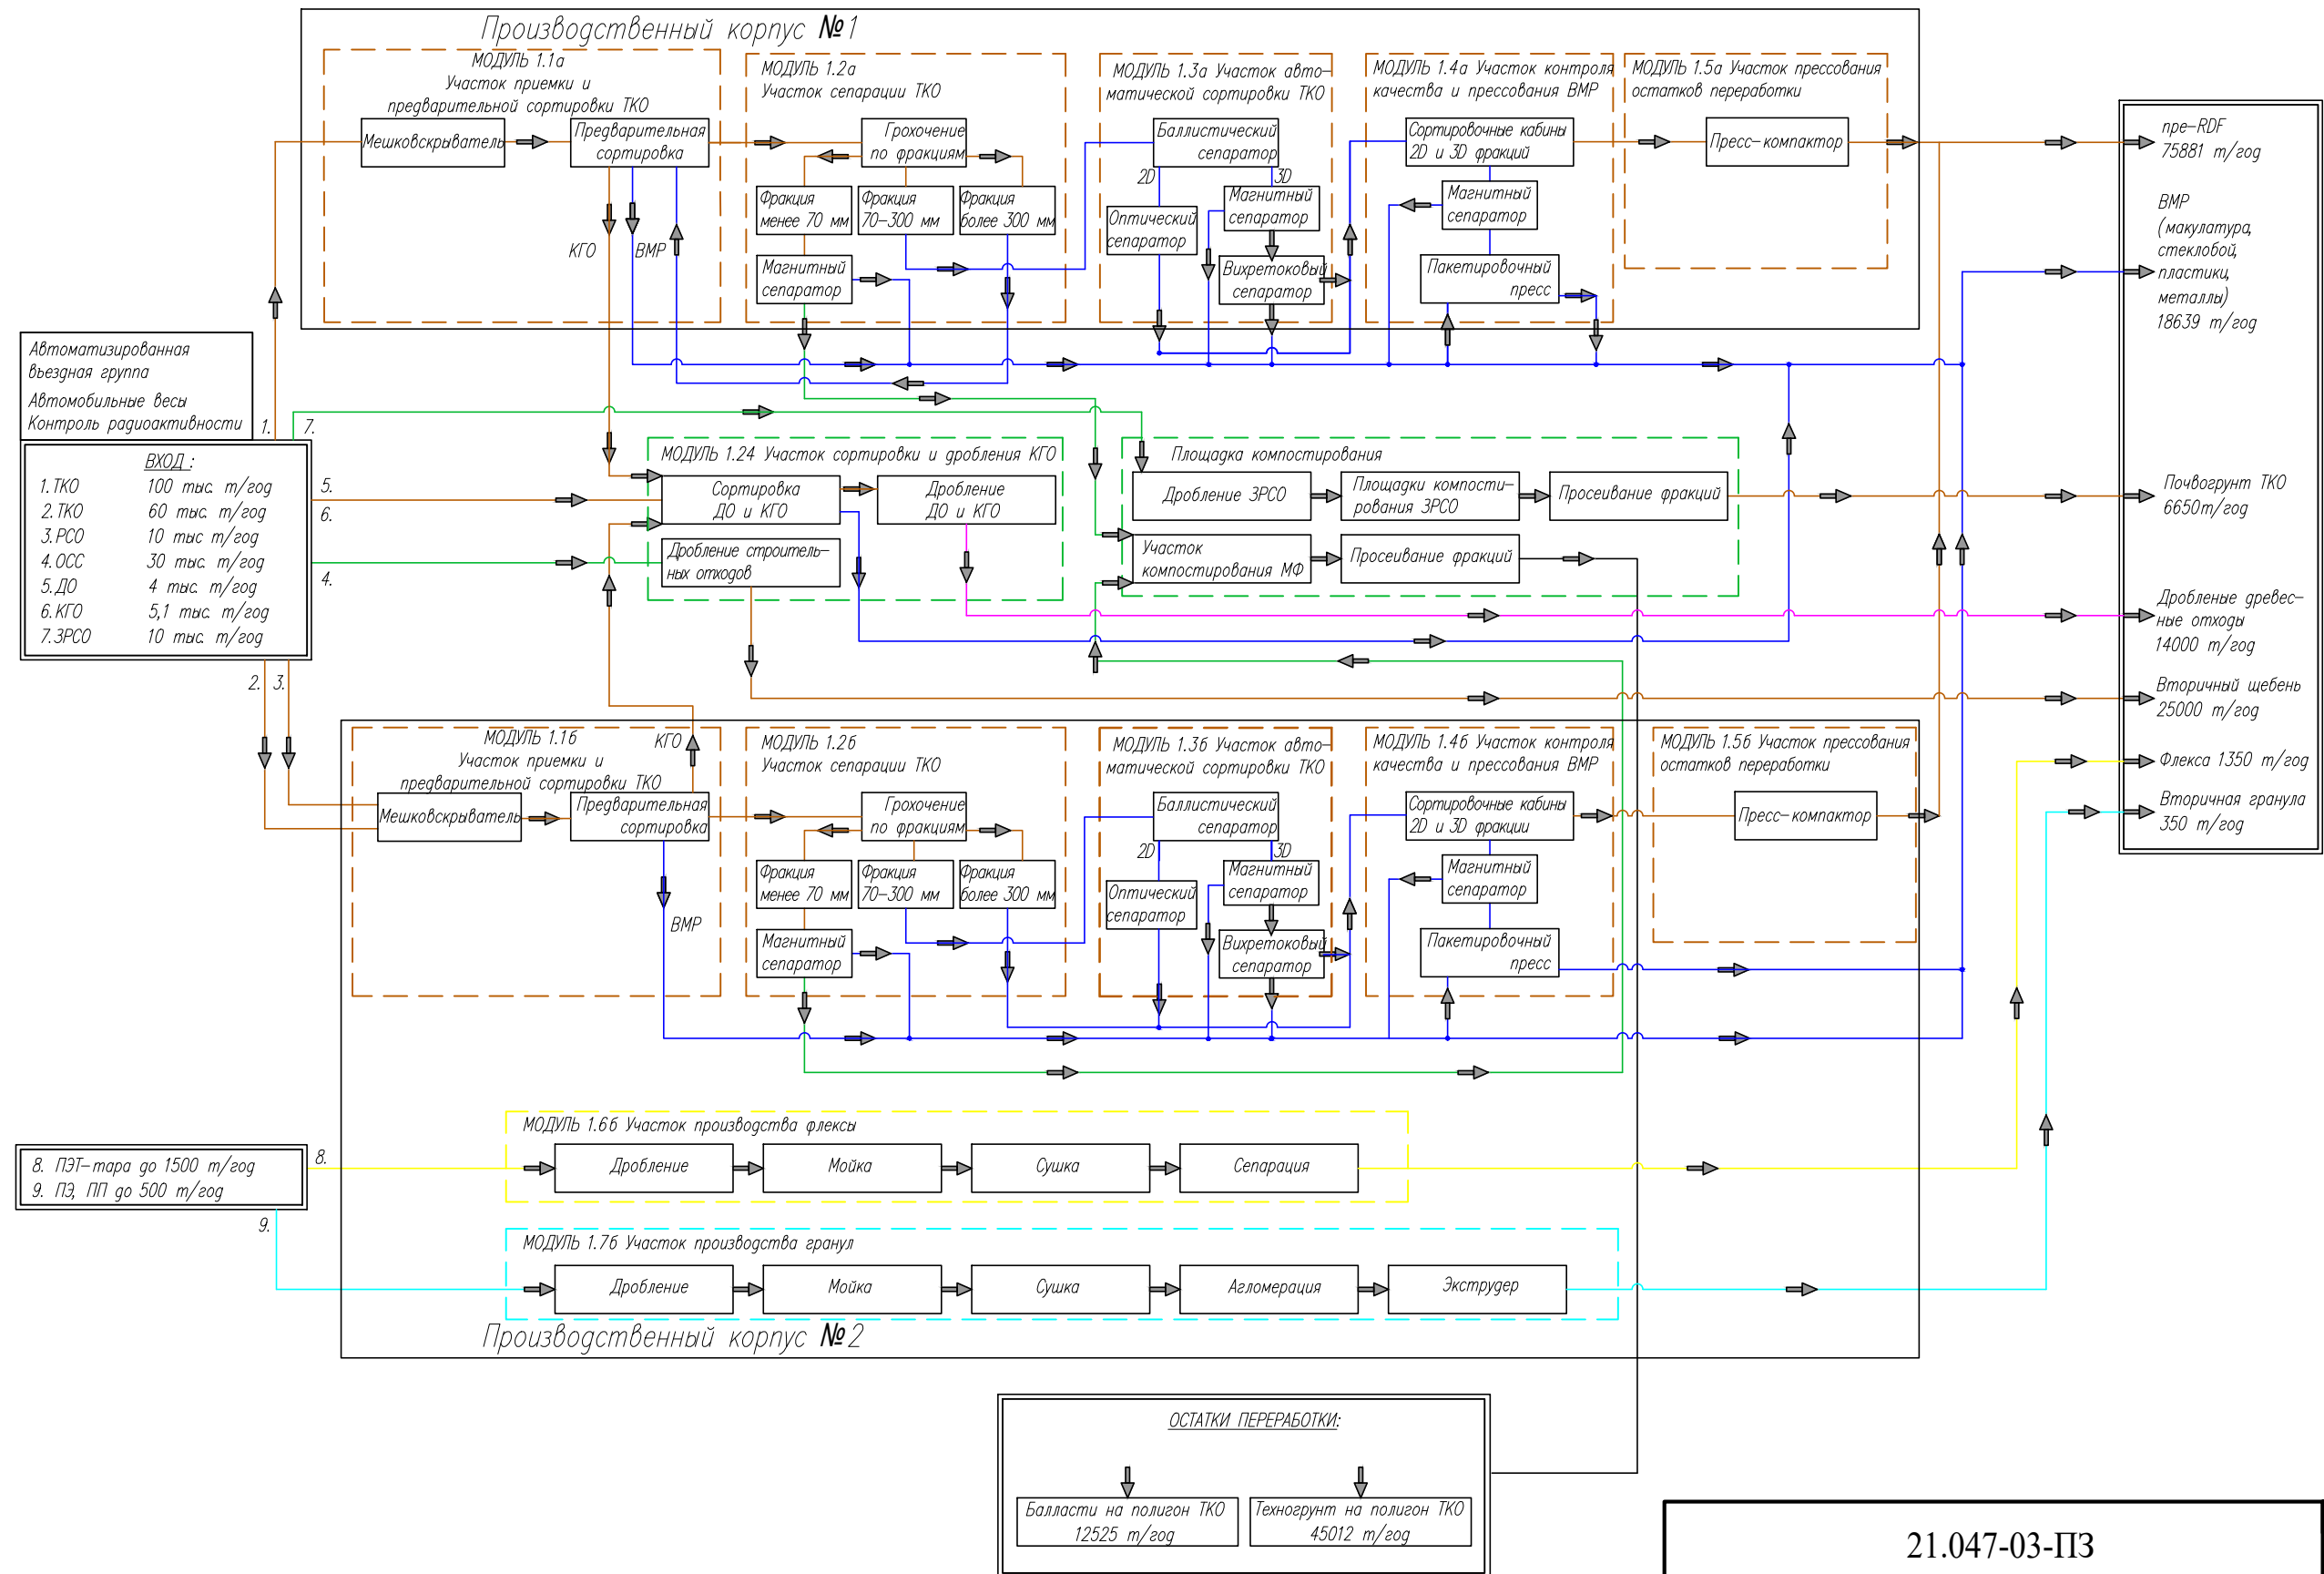 Производственный корпус №1
МОДУЛЬ 1.1а
Участок приемки и
предварительной сортировки ТКО
Мешковскрыватель
Предварительная
сортировка
КГО
ВМР
МОДУЛЬ 1.2а
Участок сепарации ТКО
Грохочение
по фракциям
Фракция
менее 70 мм
Фракция
70-300 мм
Фракция
более 300 мм
Магнитный
сепаратор
МОДУЛЬ 1.3а Участок авто-
матической сортировки ТКО
Баллистический
сепаратор
2D
3D
Оптический
сепаратор
Магнитный
сепаратор
Вихретоковый
сепаратор
МОДУЛЬ 1.4а Участок контроля
качества и прессования ВМР
Сортировочные кабины
2D и 3D фракций
Магнитный
сепаратор
Пакетировочный
пресс
МОДУЛЬ 1.5а Участок прессования
остатков переработки
Пресс-компактор
пре-RDF
75881 т/год
ВМР
(макулатура,
стеклобой,
пластики,
металлы)
18639 т/год
Почвогрунт ТКО
6650т/год
Дробленые древес-
ные отходы
14000 т/год
Вторичный щебень
25000 т/год
Флекса 1350 т/год
Вторичная гранула
350 т/год
Автоматизированная
вьездная группа
Автомобильные весы
Контроль радиоактивности
1.
7.
ВХОД :
1.ТКО 100 тыс. т/год
2.ТКО 60 тыс. т/год
3.РСО 10 тыс т/год
4.ОСС 30 тыс. т/год
5.ДО 4 тыс. т/год
6.КГО 5,1 тыс. т/год
7.ЗРСО 10 тыс. т/год
5.
6.
4.
2.
3.
МОДУЛЬ 1.24 Участок сортировки и дробления КГО
Сортировка
ДО и КГО
Дробление
ДО и КГО
Дробление строитель-
ных отходов
Площадка компостирования
Дробление ЗРСО
Площадки компости-
рования ЗРСО
Просеивание фракций
Участок
компостирования МФ
Просеивание фракций
МОДУЛЬ 1.1б
Участок приемки и
предварительной сортировки ТКО
КГО
Мешковскрыватель
Предварительная
сортировка
ВМР
МОДУЛЬ 1.2б
Участок сепарации ТКО
Грохочение
по фракциям
Фракция
менее 70 мм
Фракция
70-300 мм
Фракция
более 300 мм
Магнитный
сепаратор
МОДУЛЬ 1.3б Участок авто-
матической сортировки ТКО
Баллистический
сепаратор
2D
3D
Оптический
сепаратор
Магнитный
сепаратор
Вихретоковый
сепаратор
МОДУЛЬ 1.4б Участок контроля
качества и прессования ВМР
Сортировочные кабины
2D и 3D фракции
Магнитный
сепаратор
Пакетировочный
пресс
МОДУЛЬ 1.5б Участок прессования
остатков переработки
Пресс-компактор
8. ПЭТ-тара до 1500 т/год
9. ПЭ, ПП до 500 т/год
8.
9.
МОДУЛЬ 1.6б Участок производства флексы
Дробление
Мойка
Сушка
Сепарация
МОДУЛЬ 1.7б Участок производства гранул
Дробление
Мойка
Сушка
Агломерация
Экструдер
Производственный корпус №2
ОСТАТКИ ПЕРЕРАБОТКИ:
Балласти на полигон ТКО
12525 т/год
Техногрунт на полигон ТКО
45012 т/год
21.047-03-ПЗ